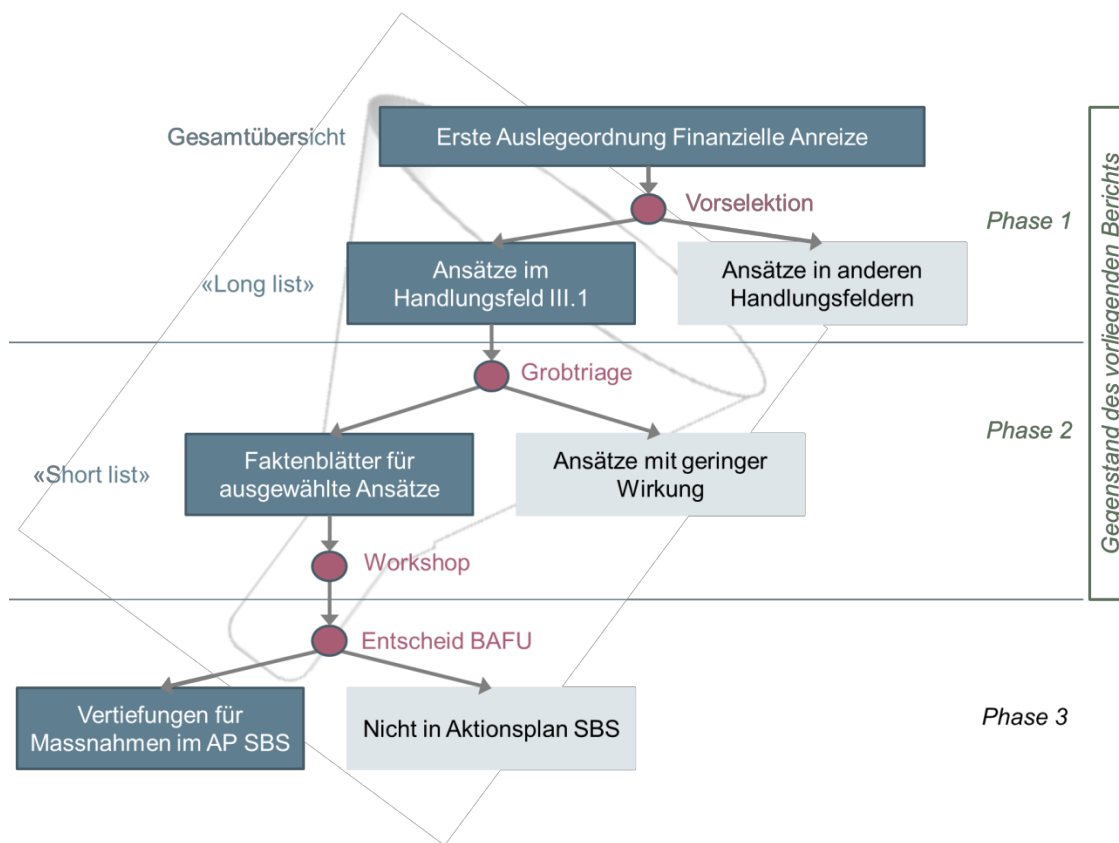 Gesamtübersicht
Erste Auslegeordnung Finanzielle Anreize
Vorselektion
Phase 1
«Long list»
Ansätze im
Handlungsfeld III.1
Ansätze in anderen
Handlungsfeldern
Grobtriage
Phase 2
«Short list»
Faktenblätter für
ausgewählte Ansätze
Ansätze mit geringer
Wirkung
Workshop
Entscheid BAFU
Vertiefungen für
Massnahmen im AP SBS
Nicht in Aktionsplan SBS
Phase 3
Gegenstand des vorliegenden Berichts